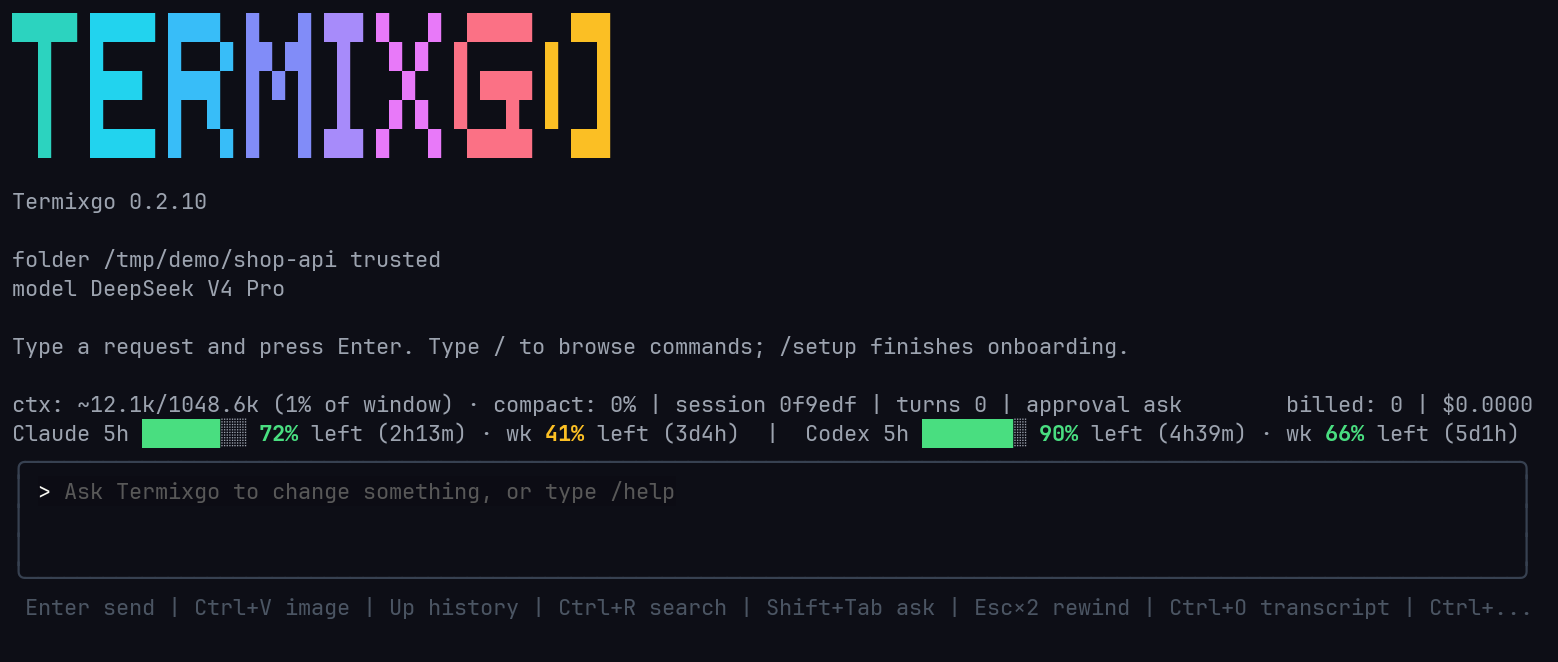 TERMIXGO
Termixgo 0.2.10
folder /tmp/demo/shop-api trusted
model DeepSeek V4 Pro
Type a request and press Enter. Type / to browse commands; /setup finishes onboarding.
ctx: ~12.1k/1048.6k (1% of window) · compact: 0% | session 0f9edf | turns 0 | approval ask billed: 0 | $0.0000
Claude 5h 72% left (2h13m) · wk 41% left (3d4h) | Codex 5h 90% left (4h39m) · wk 66% left (5d1h)
> Ask Termixgo to change something, or type /help
Enter send | Ctrl+V image | Up history | Ctrl+R search | Shift+Tab ask | Esc×2 rewind | Ctrl+O transcript | Ctrl+...